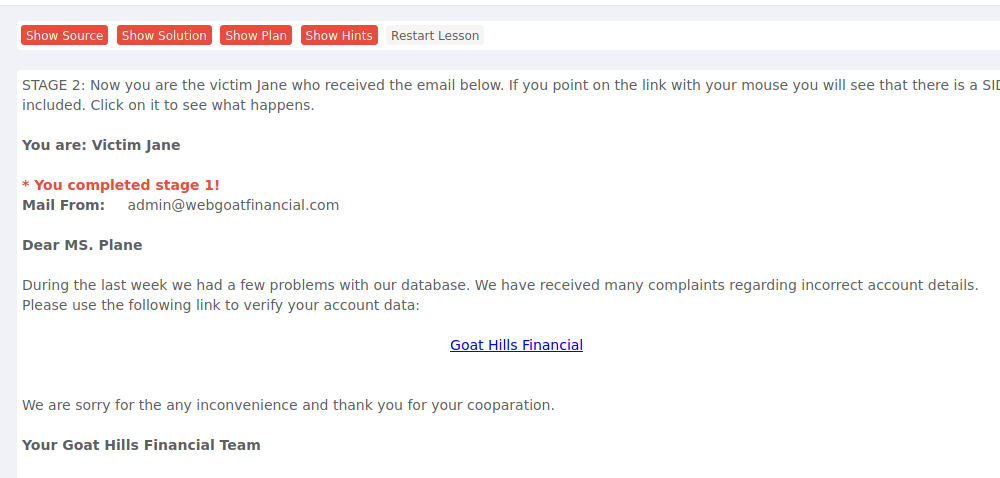 Show Source Show Solution Show Plan Show Hints Restart Lesson
STAGE 2: Now you are the victim Jane who received the email below. If you point on the link with your mouse you will see that there is a
included. Click on it to see what happens.
You are: Victim Jane
* You completed stage 1!
Mail From: admin@webgoatfinancial.com
Dear MS. Plane
During the last week we had a few problems with our database. We have received many complaints regarding incorrect account details.
Please use the following link to verify your account data:
Goat Hills Financial
We are sorry for the any inconvenience and thank you for your cooparation.
Your Goat Hills Financial Team